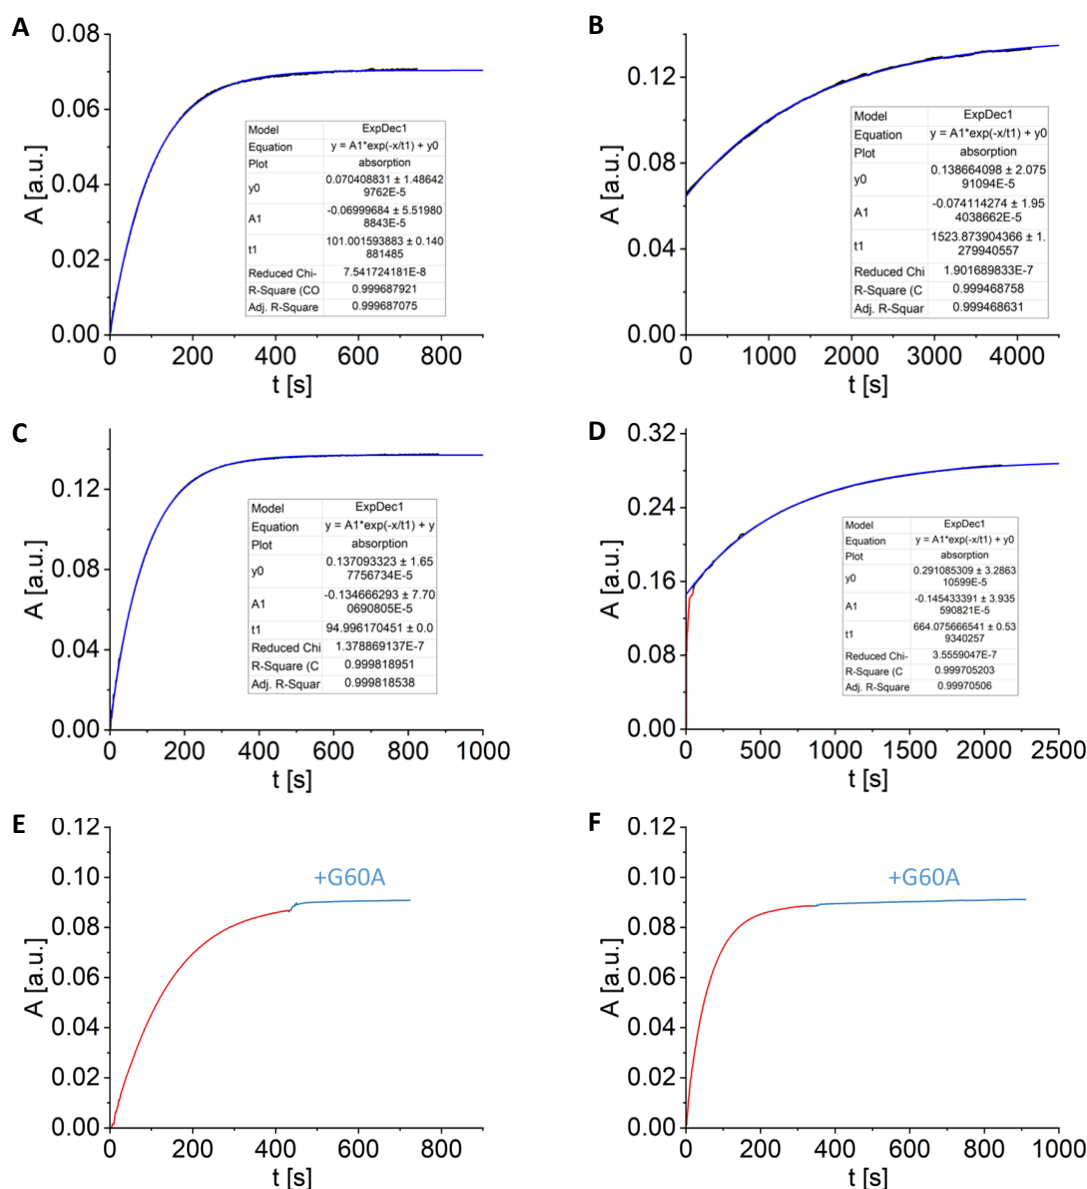 A
A [a.u.]
0.08
0.06
0.04
0.02
0.00
0 200 400 600 800
t [s]
Model ExpDec1
Equation y = A1*exp(-x/t1) + y0
Plot absorption
y0 0.070408831 ± 1.48642
9762E-5
A1 -0.06999684 ± 5.51980
8843E-5
t1 101.001593883 ± 0.140
881485
Reduced Chi- 7.541724181E-8
R-Square (CO 0.999687921
Adj. R-Square 0.999687075
B
A [a.u.]
0.12
0.08
0.04
0.00
0 1000 2000 3000 4000
t [s]
Model ExpDec1
Equation y = A1*exp(-x/t1) + y0
Plot absorption
y0 0.138664098 ± 2.075
91094E-5
A1 -0.074114274 ± 1.95
4038662E-5
t1 1523.873904366 ± 1.
279940557
Reduced Chi 1.901689833E-7
R-Square (C 0.999468758
Adj. R-Squar 0.999468631
C
A [a.u.]
0.12
0.08
0.04
0.00
0 200 400 600 800 1000
t [s]
Model ExpDec1
Equation y = A1*exp(-x/t1) + y
Plot absorption
y0 0.137093323 ± 1.65
7756734E-5
A1 -0.134666293 ± 7.70
0690805E-5
t1 94.996170451 ± 0.0
Reduced Chi 1.378869137E-7
R-Square (C 0.999818951
Adj. R-Squar 0.999818538
D
A [a.u.]
0.32
0.24
0.16
0.08
0.00
0 500 1000 1500 2000 2500
t [s]
Model ExpDec1
Equation y = A1*exp(-x/t1) + y0
Plot absorption
y0 0.291085309 ± 3.2863
10599E-5
A1 -0.145433391 ± 3.935
590821E-5
t1 664.075666541 ± 0.53
9340257
Reduced Chi- 3.5559047E-7
R-Square (C 0.999705203
Adj. R-Square 0.99970506
E
A [a.u.]
0.12
0.10
0.08
0.06
0.04
0.02
0.00
+G60A
0 200 400 600 800
t [s]
F
A [a.u.]
0.12
0.10
0.08
0.06
0.04
0.02
0.00
+G60A
0 200 400 600 800 1000
t [s]